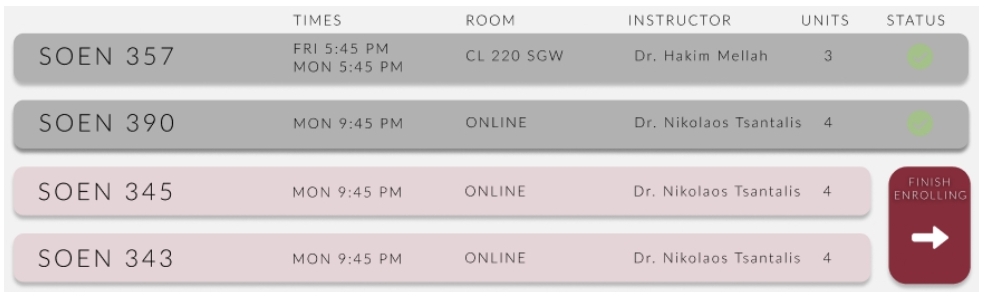 TIMES ROOM INSTRUCTOR UNITS STATUS
SOEN 357 FRI 5:45 PM CL 220 SGW Dr. Hakim Mellah 3
MON 5:45 PM
SOEN 390 MON 9:45 PM ONLINE Dr. Nikolaos Tsantalis 4
SOEN 345 MON 9:45 PM ONLINE Dr. Nikolaos Tsantalis 4
FINISH
ENROLLING
SOEN 343 MON 9:45 PM ONLINE Dr. Nikolaos Tsantalis 4